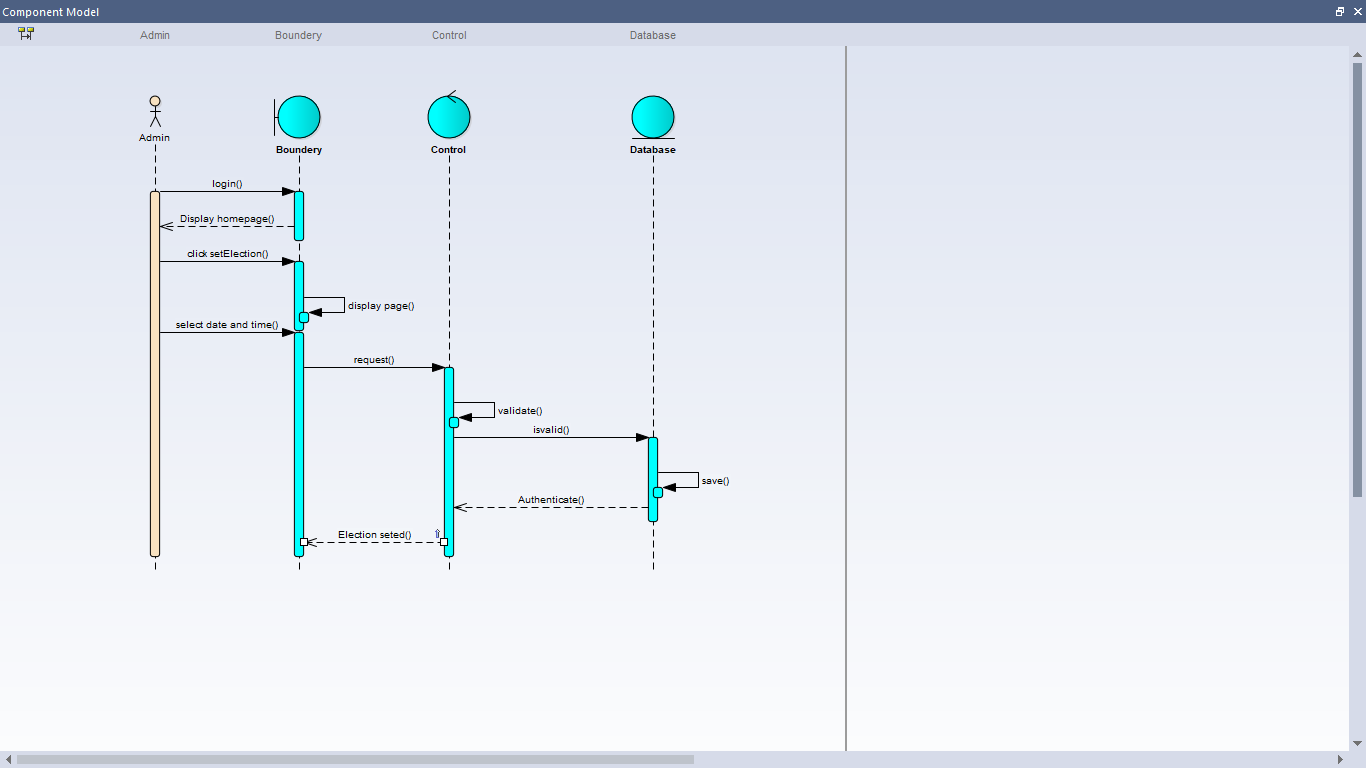 Component Model
Admin Boundery Control Database
Admin
Boundery Control Database
login()
Display homepage()
click setElection()
display page()
select date and time()
request()
validate()
isvalid()
save()
Authenticate()
Election seted()